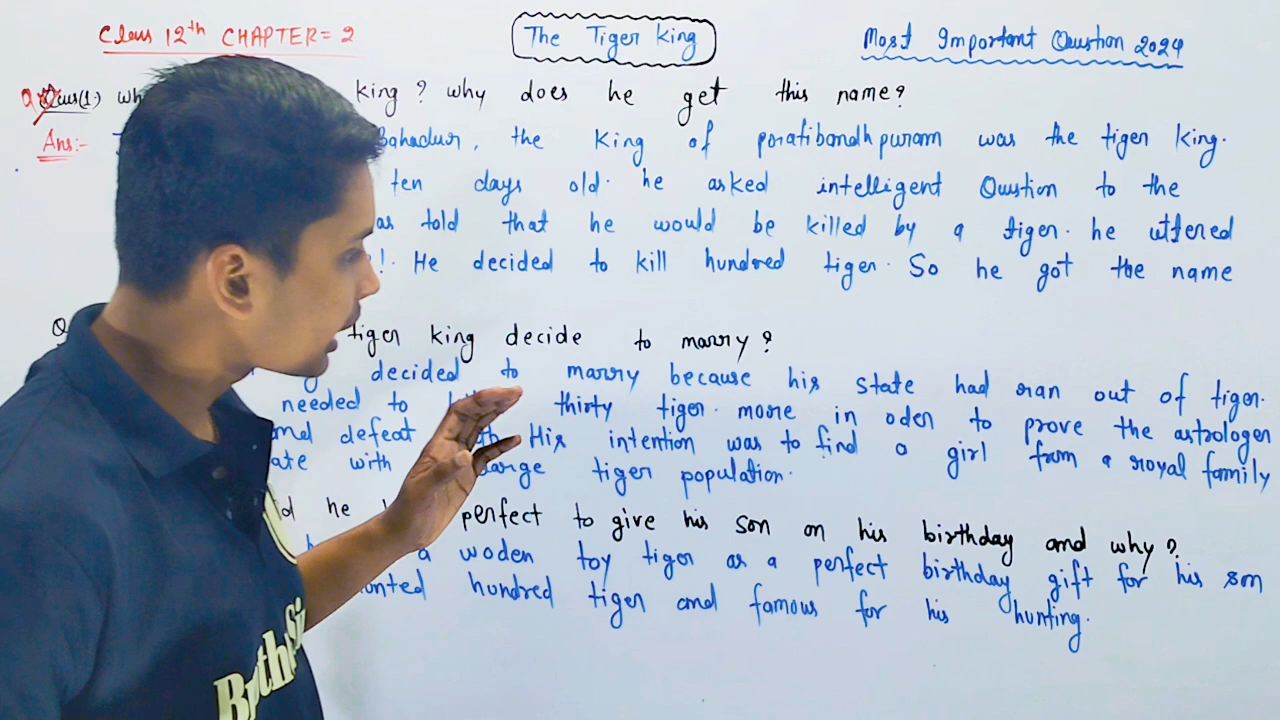 Class 12th CHAPTER= 2
The Tiger King
Most Important Question 2024
Ques(1.) wh king ? why does he get this name?
Ans:- Bahadur, the King of poratibandhpuram was the tiger king.
ten days old. he asked intelligent Question to the
as told that he would be killed by a tiger. he uttered
! He decided to kill hundred tiger. So he got the name
Q tiger king decide to marry?
decided to marry because his state had ran out of tiger.
needed to thirty tiger. more in oder to prove the astrologer
and defeat His intention was to find a girl from a royal family
ate with large tiger population.
he perfect to give his son on his birthday and why?
a woden toy tiger as a perfect birthday gift for his son
hundred tiger and famous for his hunting.